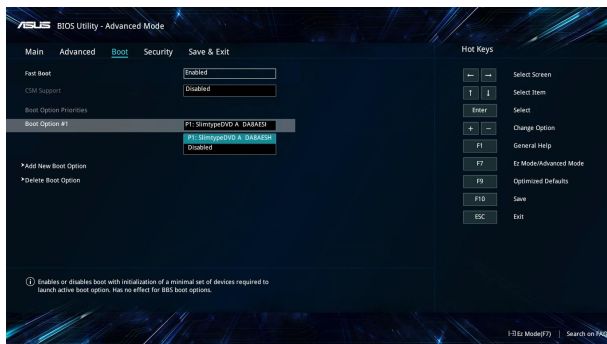 ASUS BIOS Utility - Advanced Mode
Main Advanced Boot Security Save & Exit
Hot Keys
Fast Boot Enabled
CSM Support Disabled
Boot Option Priorities
Boot Option #1 P1: SlimtypeDVD A DA8AESH
P1: SlimtypeDVD A DA8AESH
Disabled
>Add New Boot Option
>Delete Boot Option
← → Select Screen
↑ ↓ Select Item
Enter Select
+ − Change Option
F1 General Help
F7 Ez Mode/Advanced Mode
F9 Optimized Defaults
F10 Save
ESC Exit
i Enables or disables boot with initialization of a minimal set of devices required to
launch active boot option. Has no effect for BBS boot options.
Ez Mode(F7) | Search on FAQ